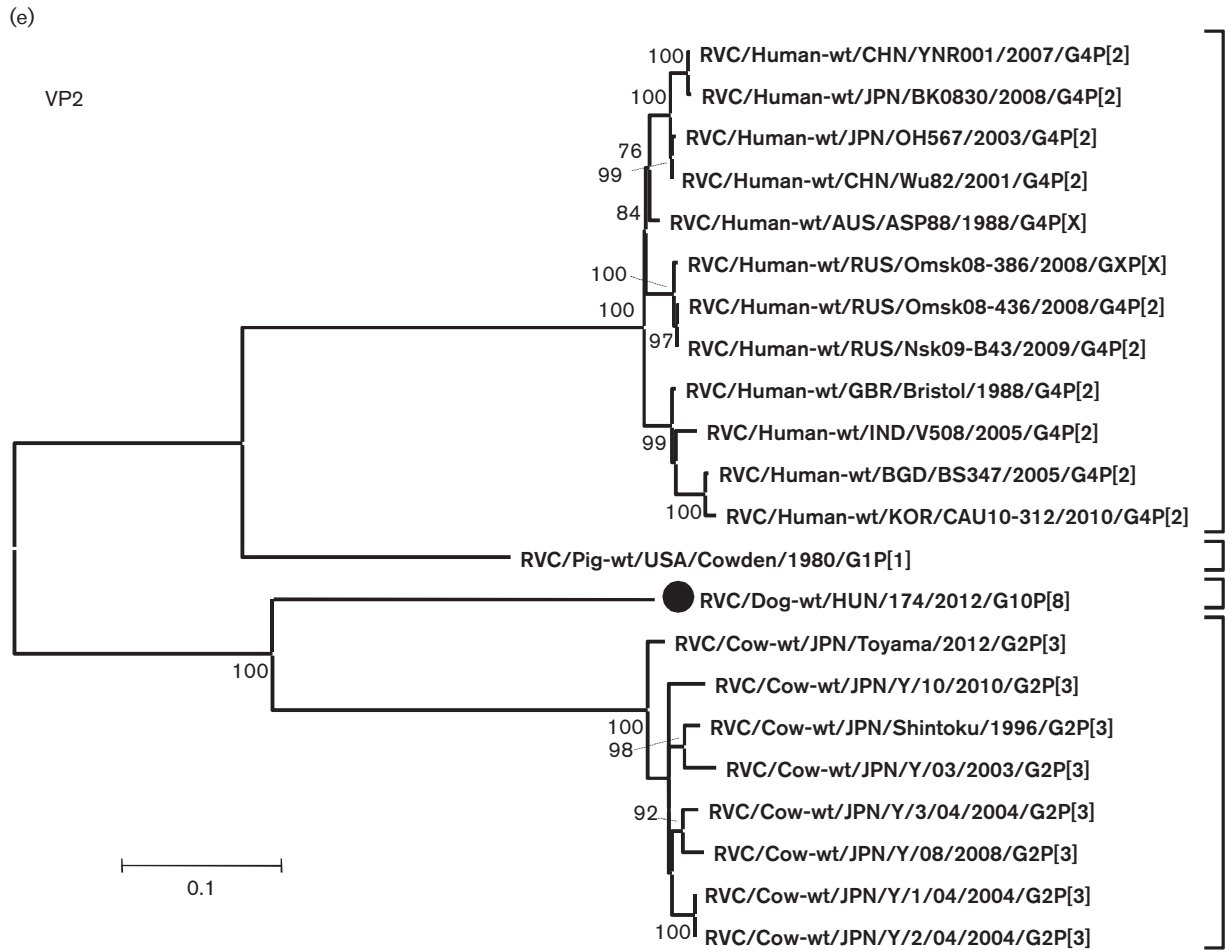 (e)
VP2
100
RVC/Human-wt/CHN/YNR001/2007/G4P[2]
100
RVC/Human-wt/JPN/BK0830/2008/G4P[2]
RVC/Human-wt/JPN/OH567/2003/G4P[2]
76
99
RVC/Human-wt/CHN/Wu82/2001/G4P[2]
84
RVC/Human-wt/AUS/ASP88/1988/G4P[X]
100
RVC/Human-wt/RUS/Omsk08-386/2008/GXP[X]
100
RVC/Human-wt/RUS/Omsk08-436/2008/G4P[2]
97
RVC/Human-wt/RUS/Nsk09-B43/2009/G4P[2]
RVC/Human-wt/GBR/Bristol/1988/G4P[2]
99
RVC/Human-wt/IND/V508/2005/G4P[2]
RVC/Human-wt/BGD/BS347/2005/G4P[2]
100
RVC/Human-wt/KOR/CAU10-312/2010/G4P[2]
RVC/Pig-wt/USA/Cowden/1980/G1P[1]
RVC/Dog-wt/HUN/174/2012/G10P[8]
100
RVC/Cow-wt/JPN/Toyama/2012/G2P[3]
RVC/Cow-wt/JPN/Y/10/2010/G2P[3]
100
RVC/Cow-wt/JPN/Shintoku/1996/G2P[3]
98
RVC/Cow-wt/JPN/Y/03/2003/G2P[3]
92
RVC/Cow-wt/JPN/Y/3/04/2004/G2P[3]
RVC/Cow-wt/JPN/Y/08/2008/G2P[3]
0.1
RVC/Cow-wt/JPN/Y/1/04/2004/G2P[3]
100
RVC/Cow-wt/JPN/Y/2/04/2004/G2P[3]